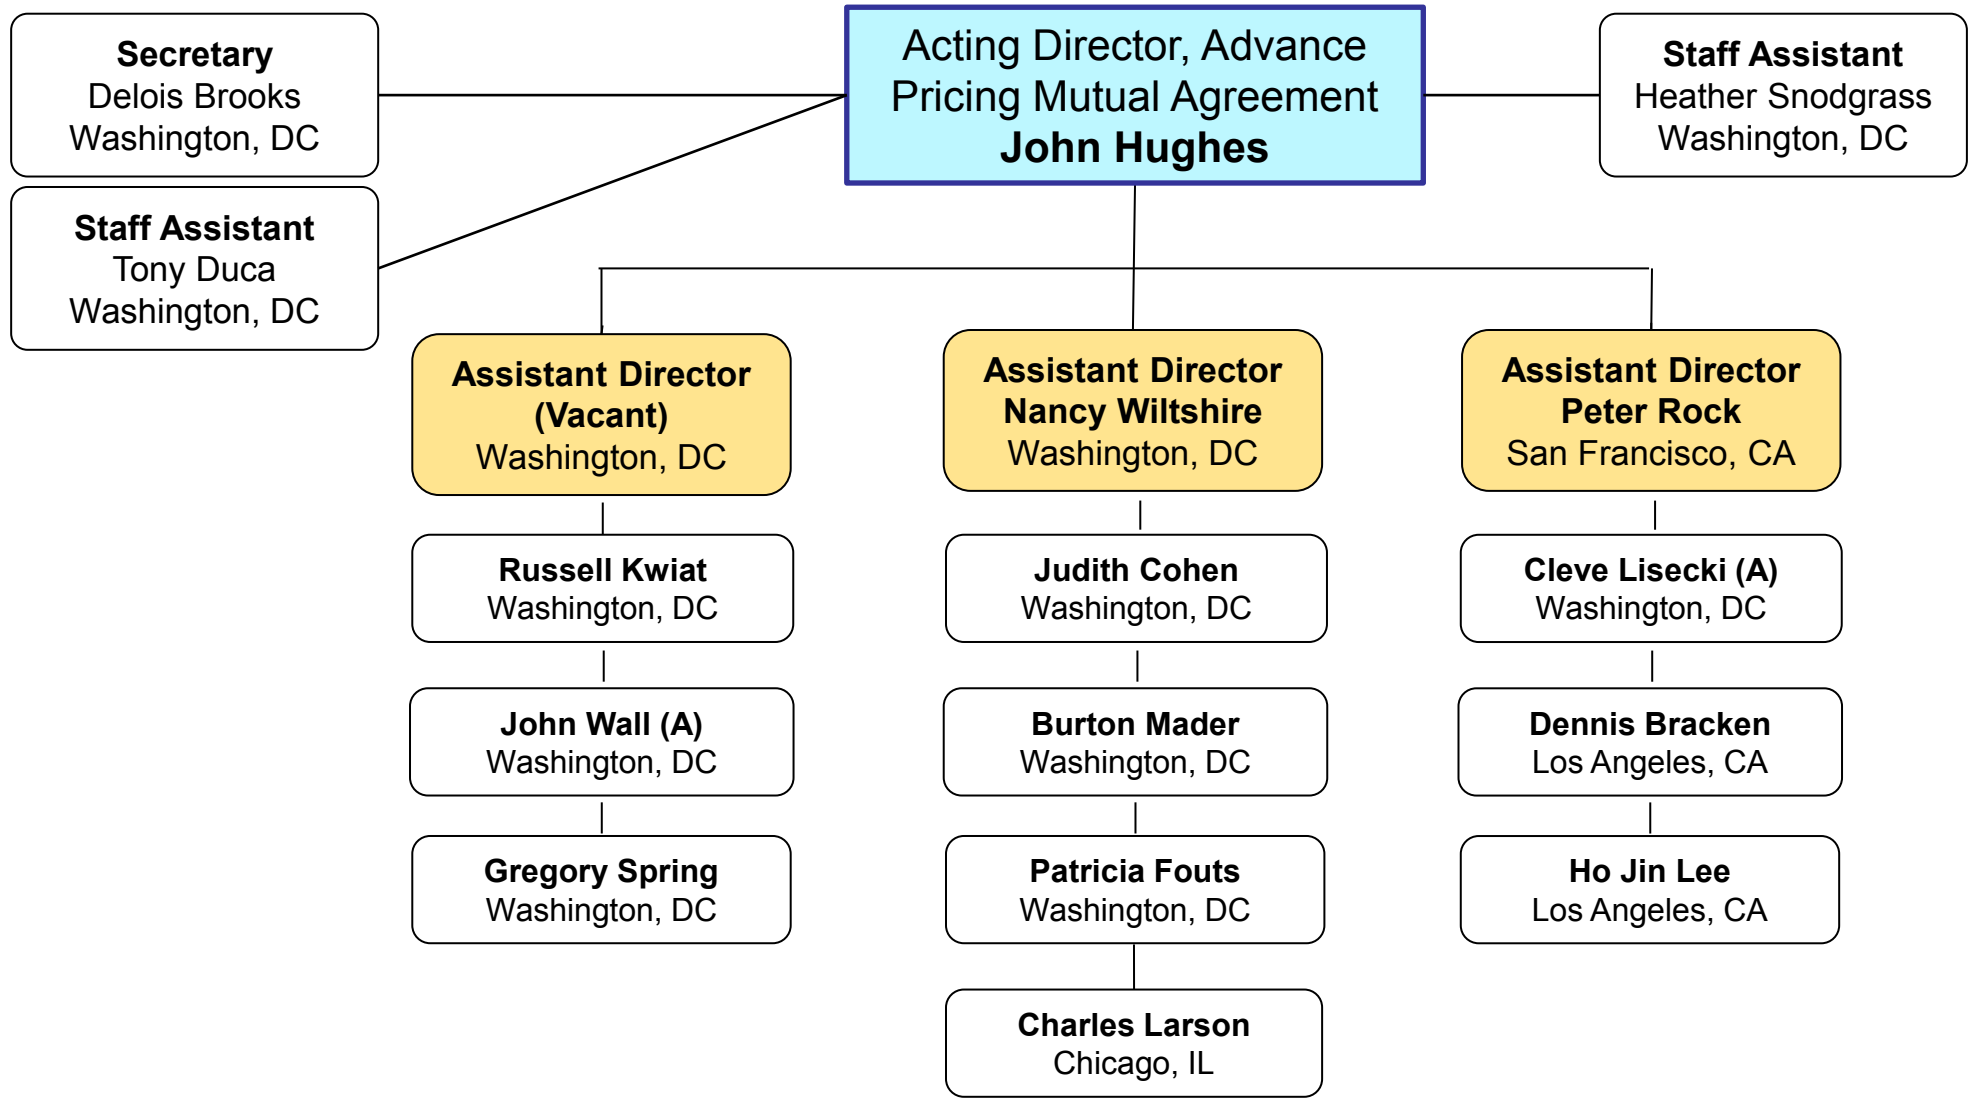 Secretary
Delois Brooks
Washington, DC
Acting Director, Advance
Pricing Mutual Agreement
John Hughes
Staff Assistant
Heather Snodgrass
Washington, DC
Staff Assistant
Tony Duca
Washington, DC
Assistant Director
(Vacant)
Washington, DC
Assistant Director
Nancy Wiltshire
Washington, DC
Assistant Director
Peter Rock
San Francisco, CA
Russell Kwiat
Washington, DC
Judith Cohen
Washington, DC
Cleve Lisecki (A)
Washington, DC
John Wall (A)
Washington, DC
Burton Mader
Washington, DC
Dennis Bracken
Los Angeles, CA
Gregory Spring
Washington, DC
Patricia Fouts
Washington, DC
Ho Jin Lee
Los Angeles, CA
Charles Larson
Chicago, IL